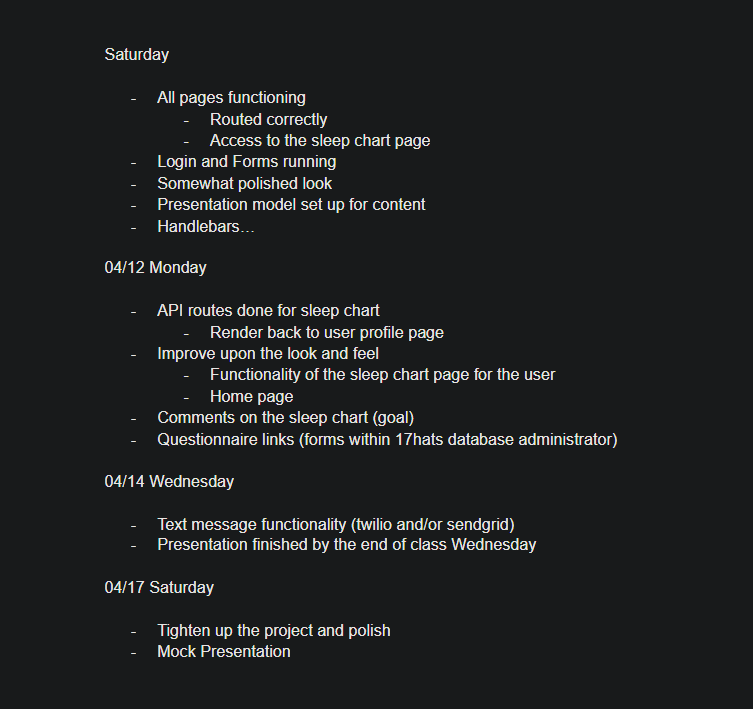 Saturday
- All pages functioning
- Routed correctly
- Access to the sleep chart page
- Login and Forms running
- Somewhat polished look
- Presentation model set up for content
- Handlebars…
04/12 Monday
- API routes done for sleep chart
- Render back to user profile page
- Improve upon the look and feel
- Functionality of the sleep chart page for the user
- Home page
- Comments on the sleep chart (goal)
- Questionnaire links (forms within 17hats database administrator)
04/14 Wednesday
- Text message functionality (twilio and/or sendgrid)
- Presentation finished by the end of class Wednesday
04/17 Saturday
- Tighten up the project and polish
- Mock Presentation